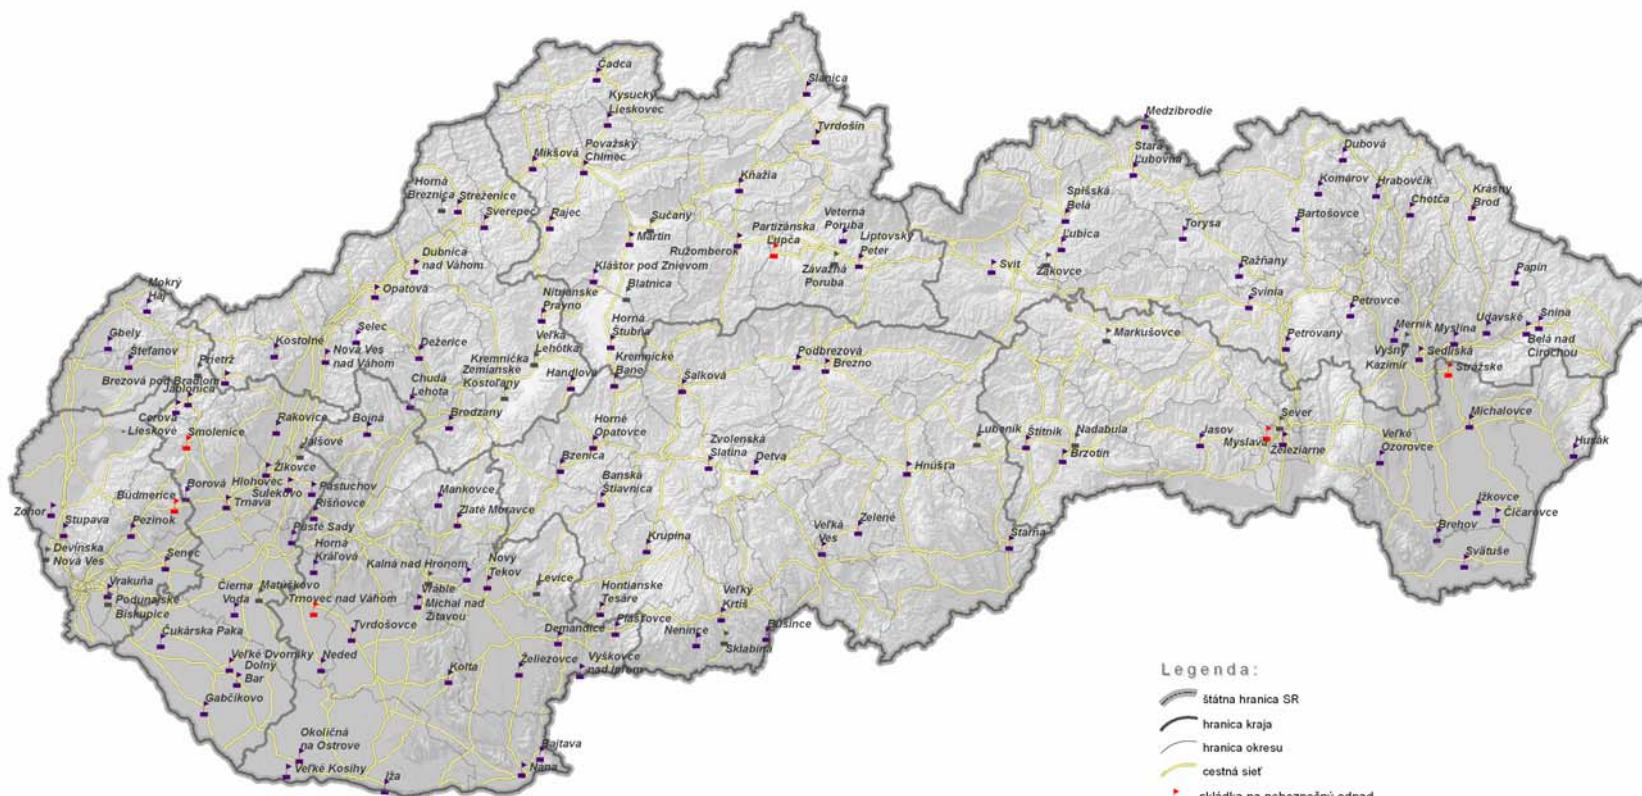 Čadca
Slanica
Kysucký
Lieskovec
Medzibrodie
Tvrdošín
Považský
Chlmec
Mikšová
Stará
Ľubovňa
Dubová
Kňažia
Komárov
Hrabovčík
Krásny
Brod
Horná
Breznica
Streženice
Spišská
Belá
Chotča
Sverepec
Rajec
Sučany
Veterná
Poruba
Bartošovce
Martin
Partizánska
Ľupča
Liptovský
Peter
Ľubica
Torysa
Ružomberok
Dubnica
nad Váhom
Kláštor pod Znievom
Závažná
Poruba
Svit
Žakovce
Ražňany
Papín
Mokrý
Háj
Opatová
Blatnica
Nitrianske
Pravno
Svinia
Petrovce
Snina
Horná
Štubňa
Gbely
Selec
Veľká
Lehôtka
Markušovce
Petrovany
Merník
Myslina
Udavské
Štefanov
Kostolné
Nová Ves
nad Váhom
Dežerice
Kremnička
Zemianske
Kostoľany
Podbrezová
Brezno
Vyšný
Kazimír
Sedliská
Belá nad
Cirochou
Prietrž
Kremnické
Bane
Strážske
Brezová pod Bradlom
Handlová
Šalková
Jablonica
Chudá
Lehota
Cerová
- Lieskové
Rakovice
Bojná
Brodzany
Sever
Michalovce
Smolenice
Horné
Opatovce
Lubeník
Štítnik
Nadabula
Jasov
Myslava
Železiarne
Veľké
Ozorovce
Husák
Jalšové
Zvolenská
Slatina
Detva
Brzotín
Žlkovce
Bzenica
Banská
Štiavnica
Hnúšťa
Hlohovec
Šulekovo
Pastuchov
Budmerice
Borová
Trnava
Rišňovce
Mankovce
Zlaté Moravce
Ižkovce
Čičarovce
Zohor
Stupava
Pezinok
Pusté Sady
Krupina
Veľká
Ves
Zelené
Starňa
Brehov
Devínska
Nová Ves
Senec
Horná
Kráľová
Kalná nad Hronom
Nový
Tekov
Levice
Svätuše
Vrakuňa
Podunajské
Biskupice
Čierna
Voda
Matúškovo
Trnovec nad Váhom
Vráble
Michal nad
Žitavou
Hontianske
Tesáre
Veľký
Krtíš
Čukárska Paka
Tvrdošovce
Demandice
Plášťovce
Nenince
Sklabiná
Bušince
Veľké Dvorníky
Dolný
Bar
Neded
Kolta
Želiezovce
Vyškovce
nad Ipľom
Gabčíkovo
Okoličná
na Ostrove
Bajtava
Veľké Kosihy
Iža
Nána
Legenda:
štátna hranica SR
hranica kraja
hranica okresu
cestná sieť
skládka na nebezpečný odpad